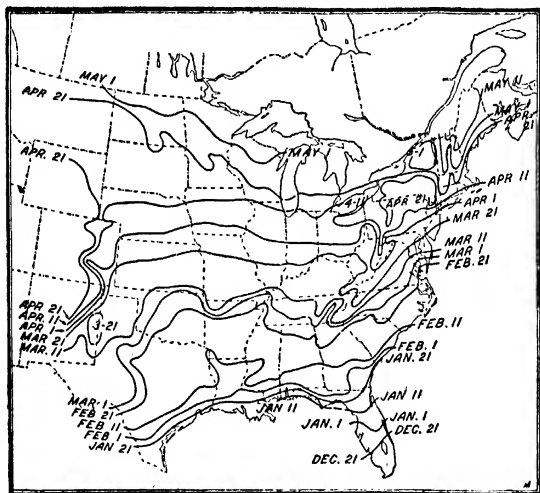 MAY 1
APR 21
MAY 11
MAY 1
APR. 21
MAY
APR. 21
5-1
4-11
APR 21
APR 11
APR 1
MAR 21
MAR 11
MAR 1
FEB. 21
APR 21
APR. 11
APR 1
MAR 21
MAR. 11
3-21
FEB. 11
FEB. 1
JAN. 21
MAR. 1
FEB 21
FEB 11
FEB 1
JAN 21
JAN 11
JAN 11
JAN. 1
JAN. 1
DEC. 21
DEC. 21